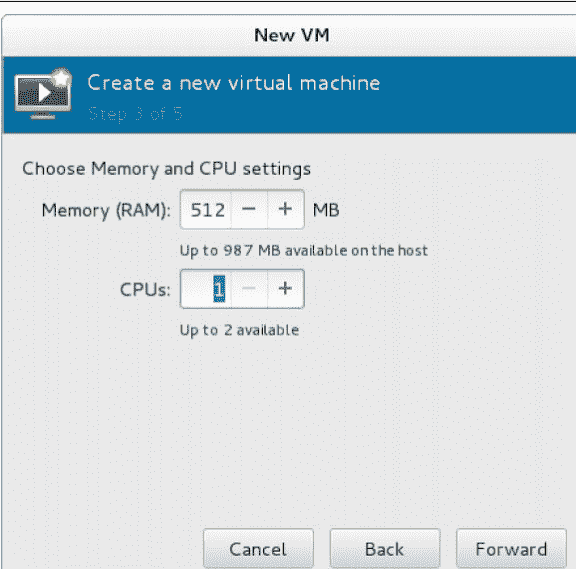 New VM
Create a new virtual machine
Step 3 of 5
Choose Memory and CPU settings
Memory (RAM): 512 − + MB
Up to 987 MB available on the host
CPUs: 1 − +
Up to 2 available
Cancel Back Forward